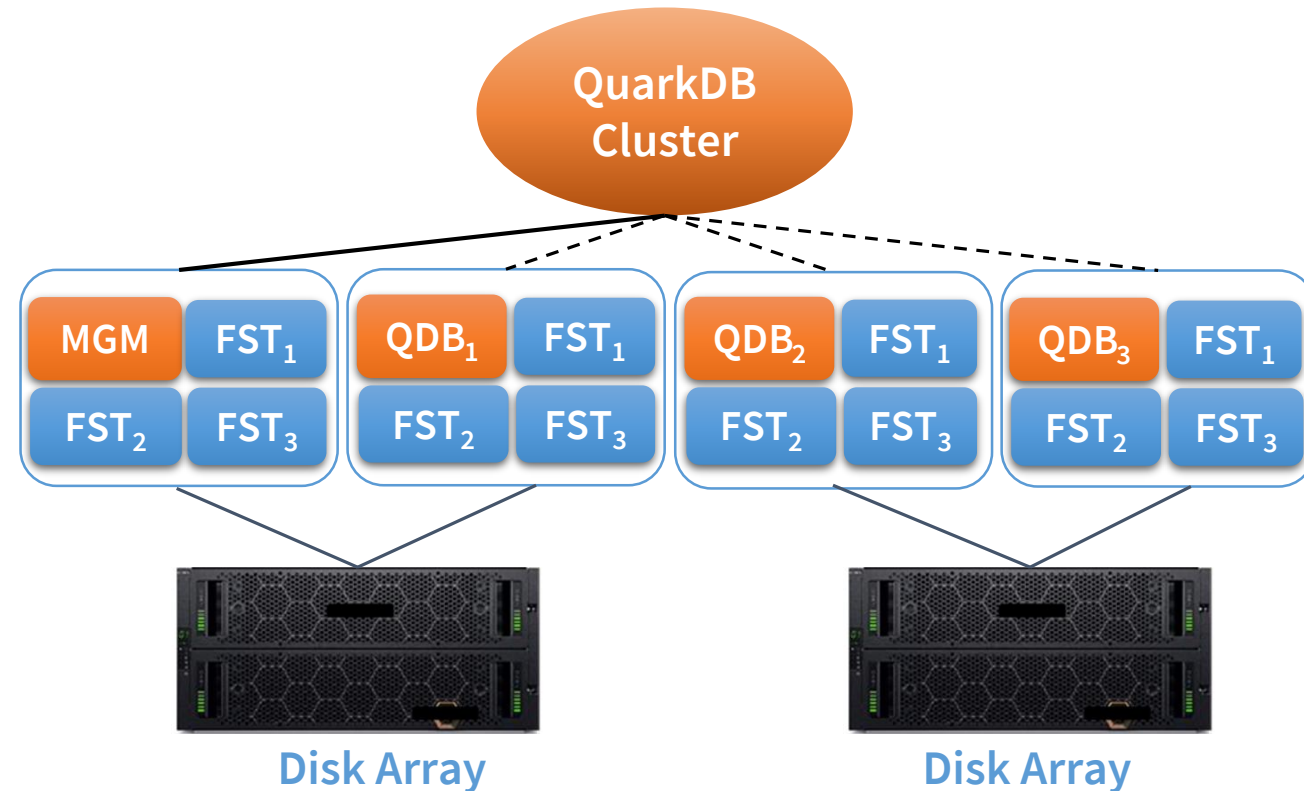 QuarkDB
Cluster
MGM FST₁ QDB₁ FST₁ QDB₂ FST₁ QDB₃ FST₁
FST₂ FST₃ FST₂ FST₃ FST₂ FST₃ FST₂ FST₃
Disk Array Disk Array